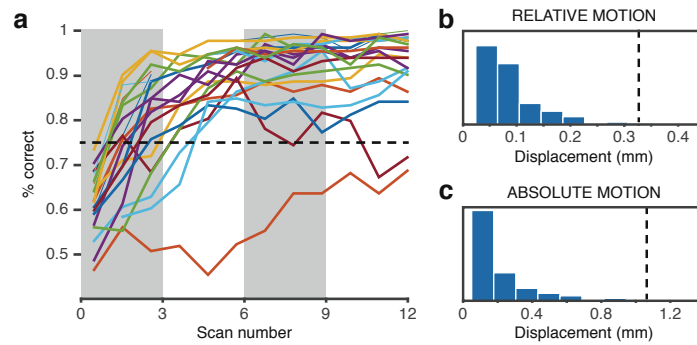 a
% correct
1
0.9
0.8
0.7
0.6
0.5
0 3 6 9 12
Scan number
b
RELATIVE MOTION
0 0.1 0.2 0.3 0.4
Displacement (mm)
c
ABSOLUTE MOTION
0 0.4 0.8 1.2
Displacement (mm)